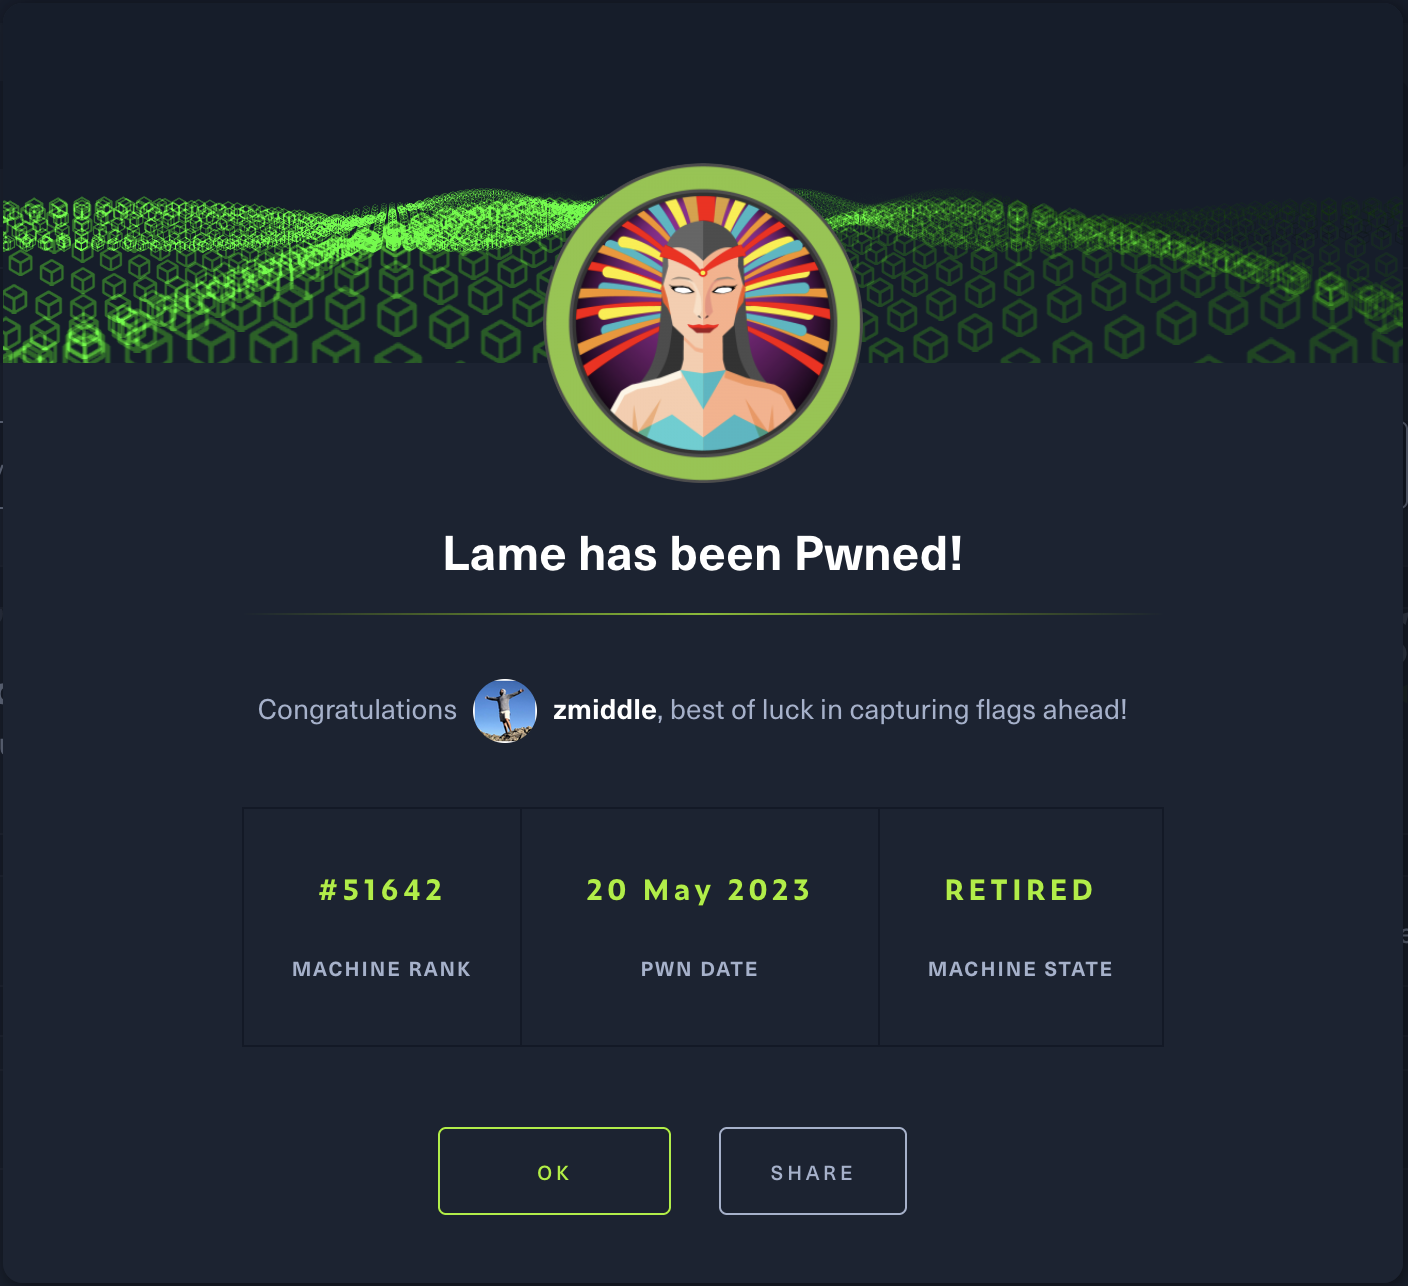 Lame has been Pwned!
Congratulations zmiddle, best of luck in capturing flags ahead!
#51642 20 May 2023 RETIRED
MACHINE RANK PWN DATE MACHINE STATE
OK SHARE